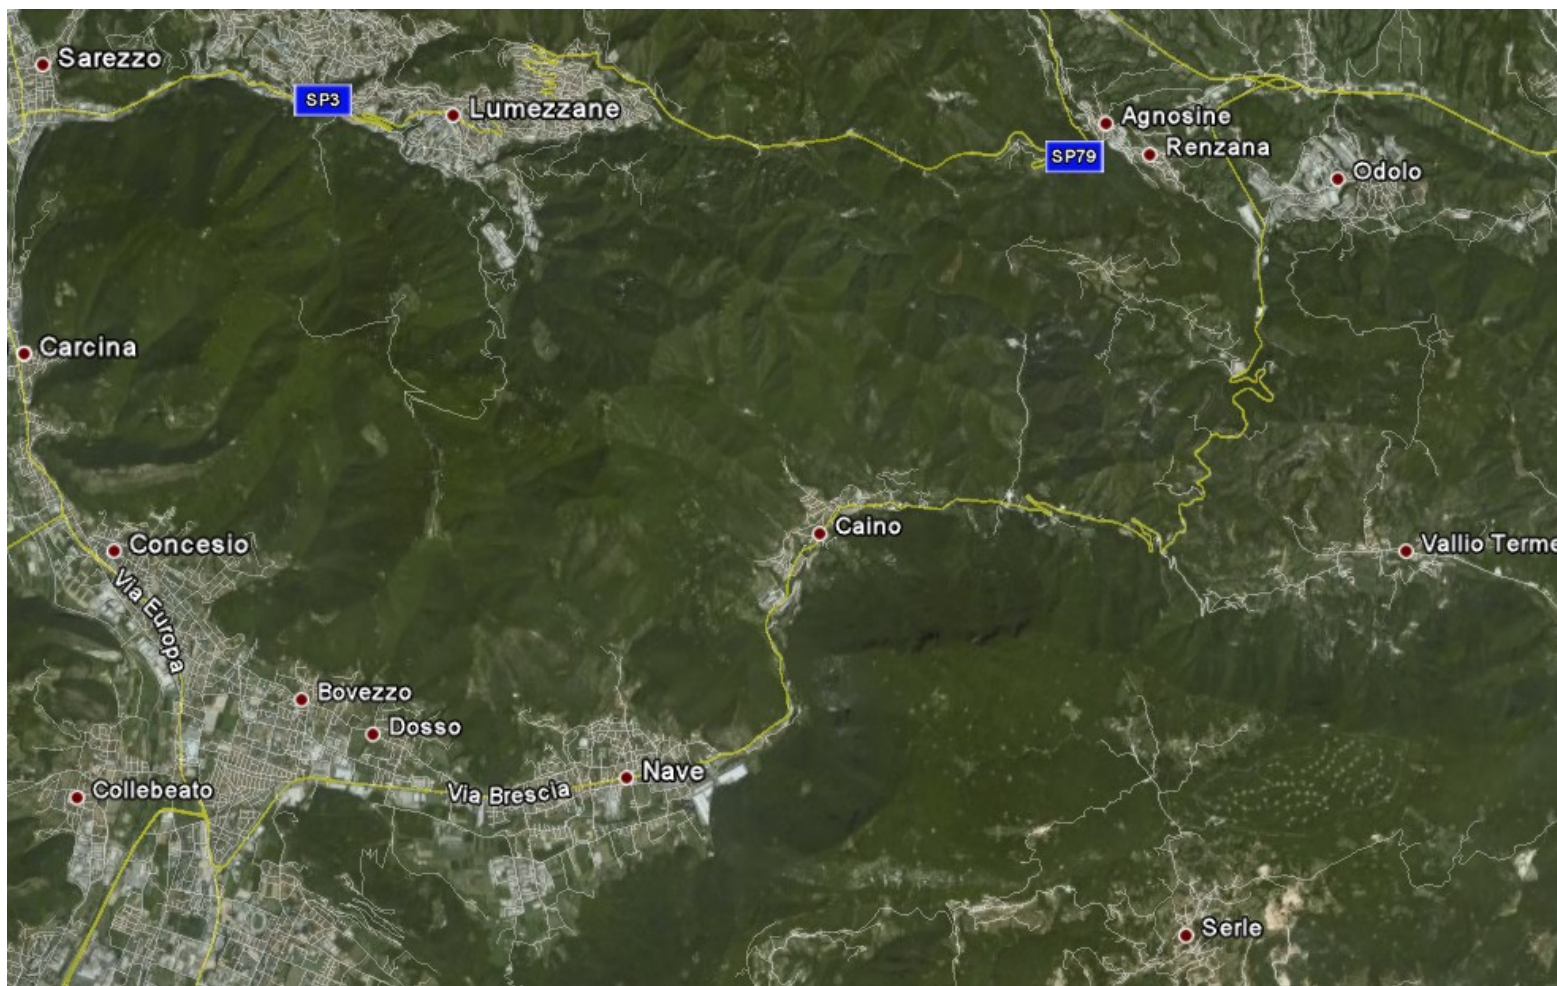 Sarezzo
SP3
Lumezzane
Agnosine
SP79
Renzana
Odolo
Carcina
Caino
Concesio
Vallio Terme
Via Europa
Bovezzo
Dosso
Nave
Collebeato
Via Brescia
Serle